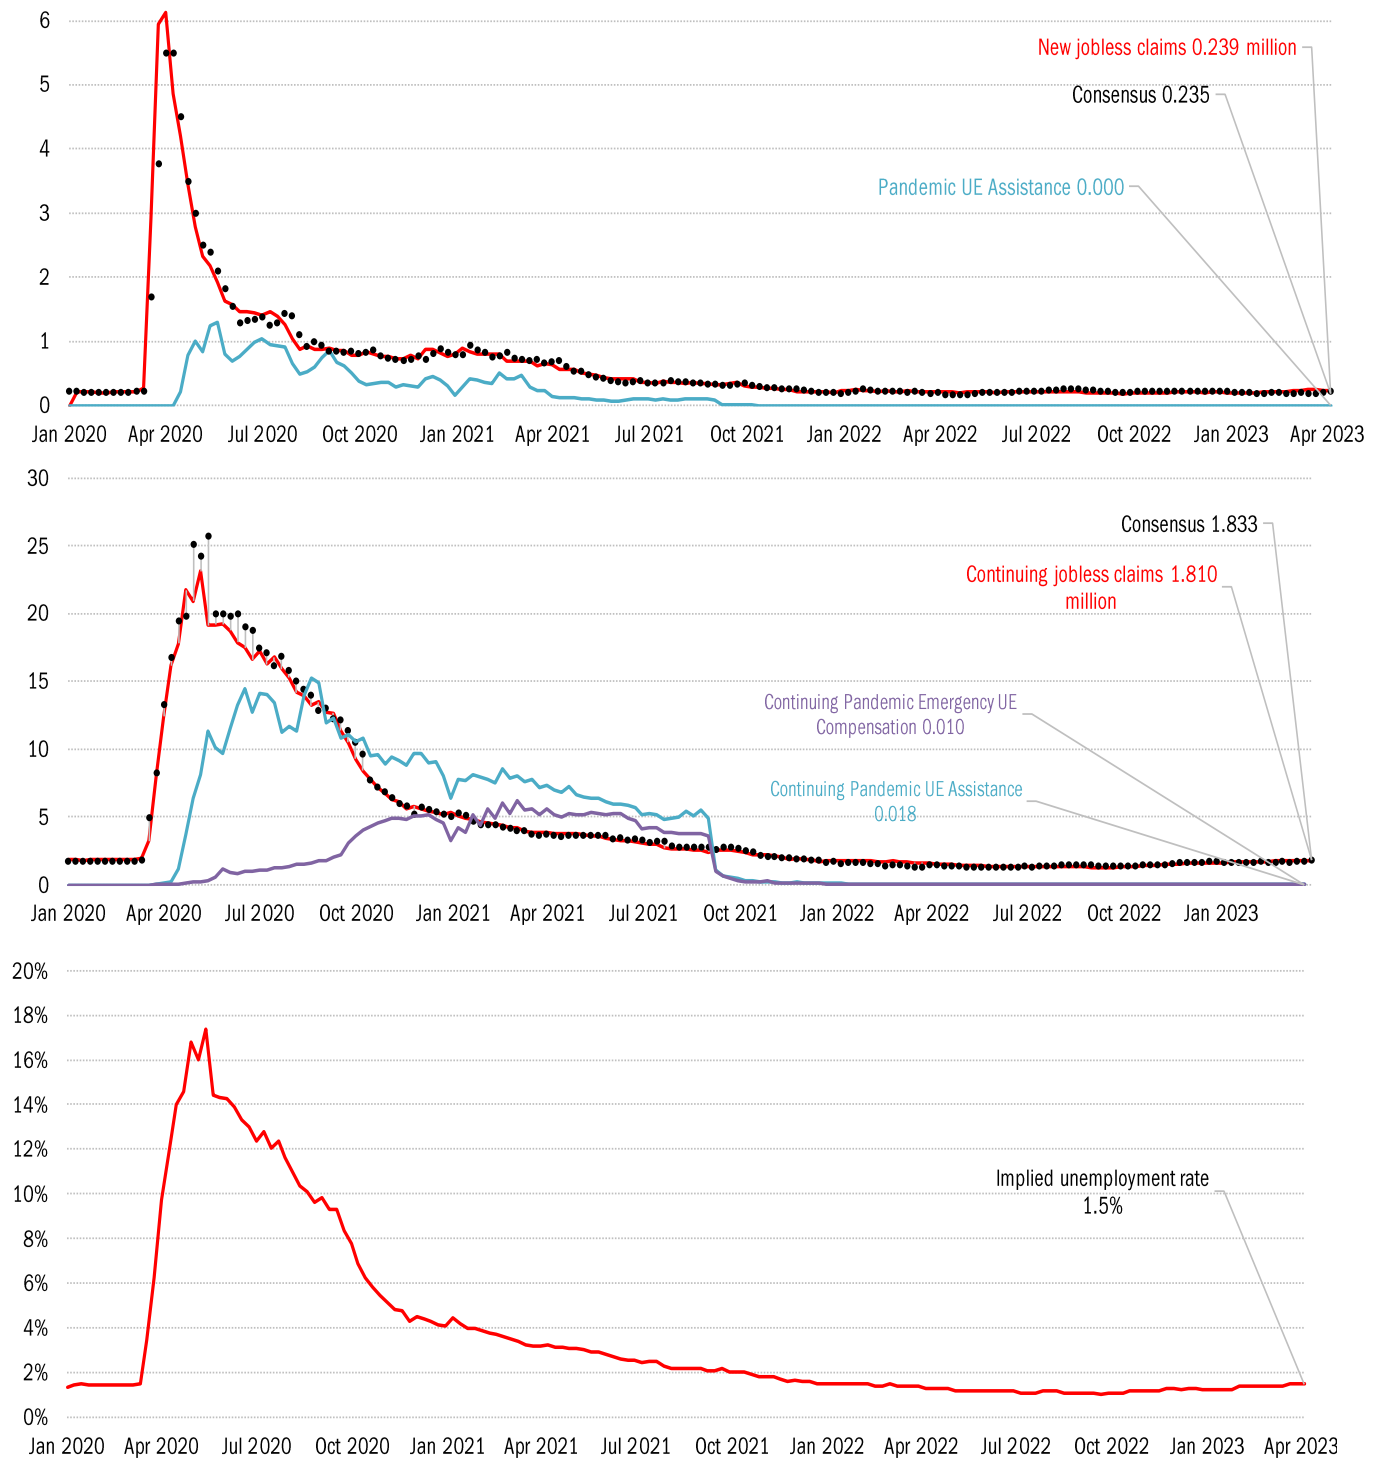 6
New jobless claims 0.239 million
5
Consensus 0.235
4
Pandemic UE Assistance 0.000
3
2
1
0
Jan 2020 Apr 2020 Jul 2020 Oct 2020 Jan 2021 Apr 2021 Jul 2021 Oct 2021 Jan 2022 Apr 2022 Jul 2022 Oct 2022 Jan 2023 Apr 2023
30
Consensus 1.833
25
Continuing jobless claims 1.810
million
20
15
Continuing Pandemic Emergency UE
Compensation 0.010
10
Continuing Pandemic UE Assistance
0.018
5
0
Jan 2020 Apr 2020 Jul 2020 Oct 2020 Jan 2021 Apr 2021 Jul 2021 Oct 2021 Jan 2022 Apr 2022 Jul 2022 Oct 2022 Jan 2023
20%
18%
16%
14%
12%
Implied unemployment rate
1.5%
10%
8%
6%
4%
2%
0%
Jan 2020 Apr 2020 Jul 2020 Oct 2020 Jan 2021 Apr 2021 Jul 2021 Oct 2021 Jan 2022 Apr 2022 Jul 2022 Oct 2022 Jan 2023 Apr 2023